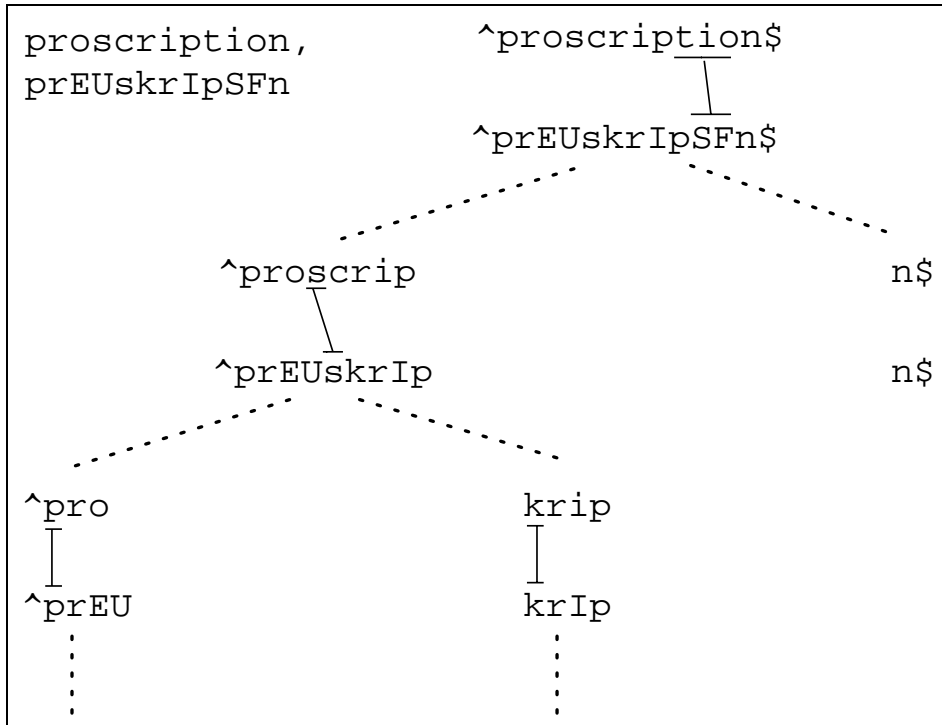 proscription,
prEUskrIpSFn
^proscription$
^prEUskrIpSFn$
^proscrip n$
^prEUskrIp n$
^pro krip
^prEU krIp